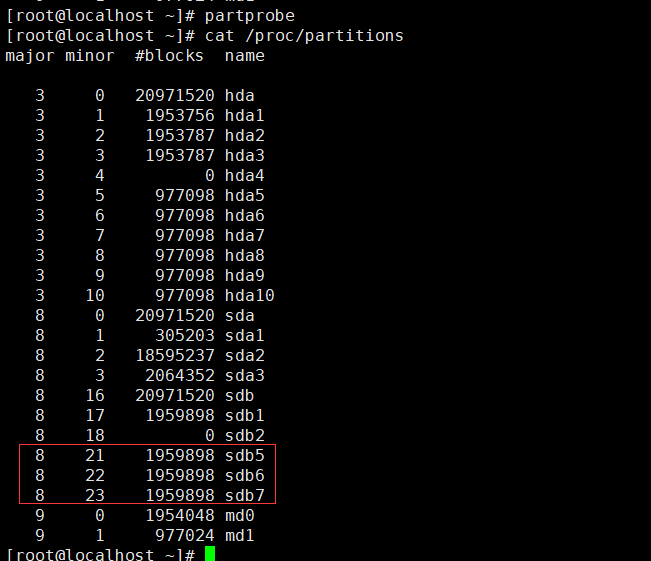 [root@localhost ~]# partprobe
[root@localhost ~]# cat /proc/partitions
major minor  #blocks  name
3     0   20971520 hda
3     1    1953756 hda1
3     2    1953787 hda2
3     3    1953787 hda3
3     4          0 hda4
3     5     977098 hda5
3     6     977098 hda6
3     7     977098 hda7
3     8     977098 hda8
3     9     977098 hda9
3    10     977098 hda10
8     0   20971520 sda
8     1     305203 sda1
8     2   18595237 sda2
8     3    2064352 sda3
8    16   20971520 sdb
8    17    1959898 sdb1
8    18          0 sdb2
8    21    1959898 sdb5
8    22    1959898 sdb6
8    23    1959898 sdb7
9     0    1954048 md0
9     1     977024 md1
[root@localhost ~]#